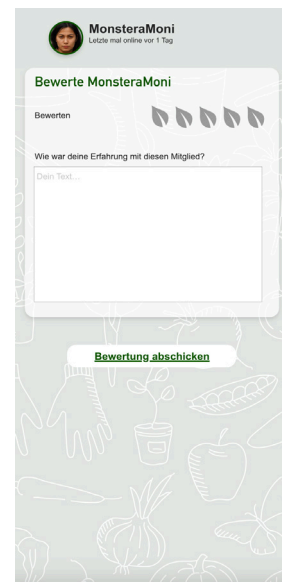 MonsteraMoni
Letzte mal online vor 1 Tag
Bewerte MonsteraMoni
Bewerten
Wie war deine Erfahrung mit diesen Mitglied?
Dein Text...
Bewertung abschicken